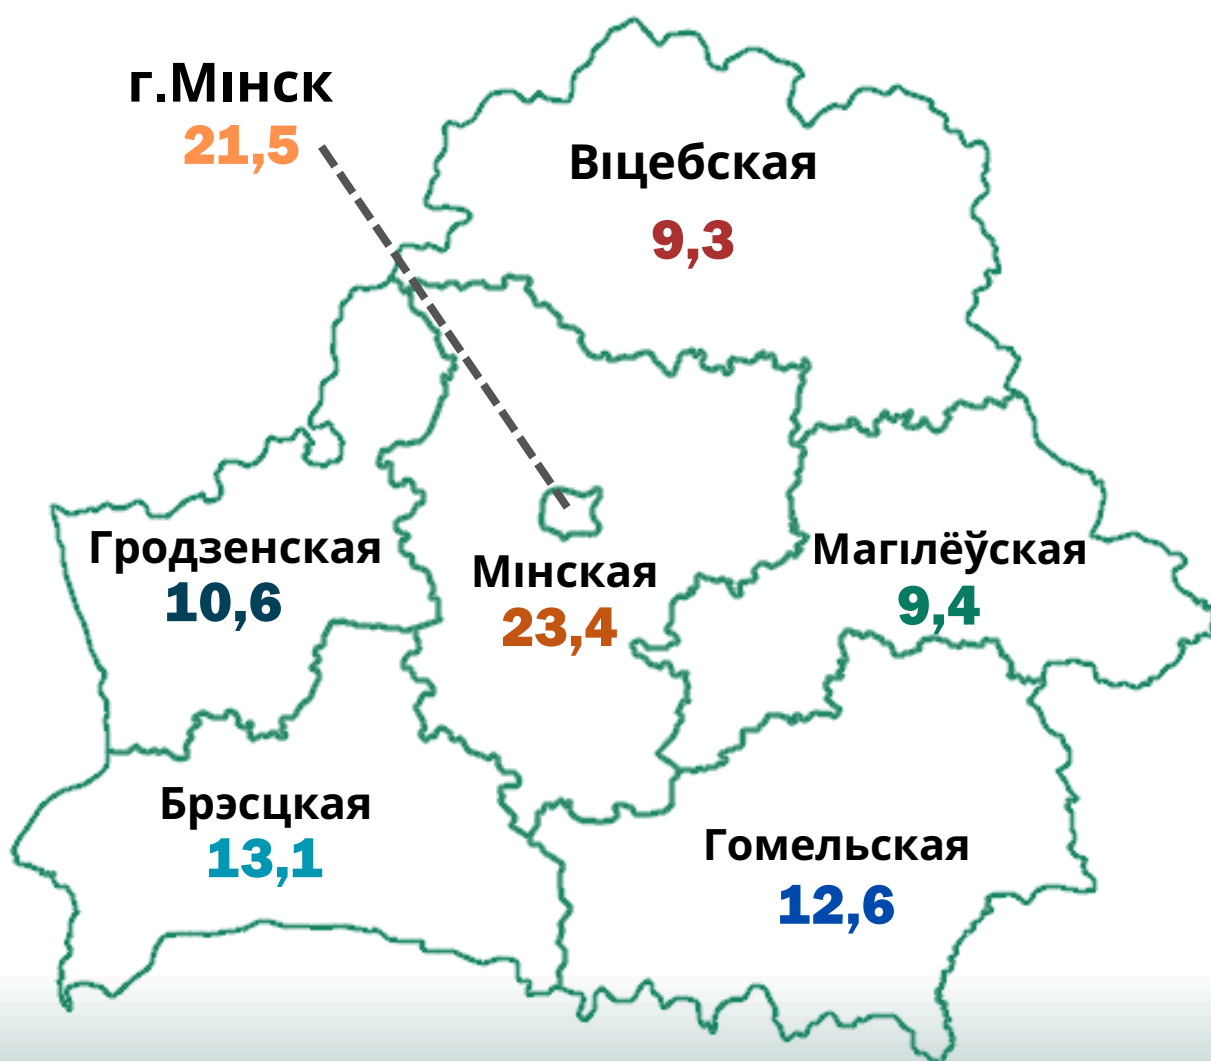 г.Мінск
21,5
Віцебская
9,3
Гродзенская
10,6
Мінская
23,4
Магілёўская
9,4
Брэсцкая
13,1
Гомельская
12,6